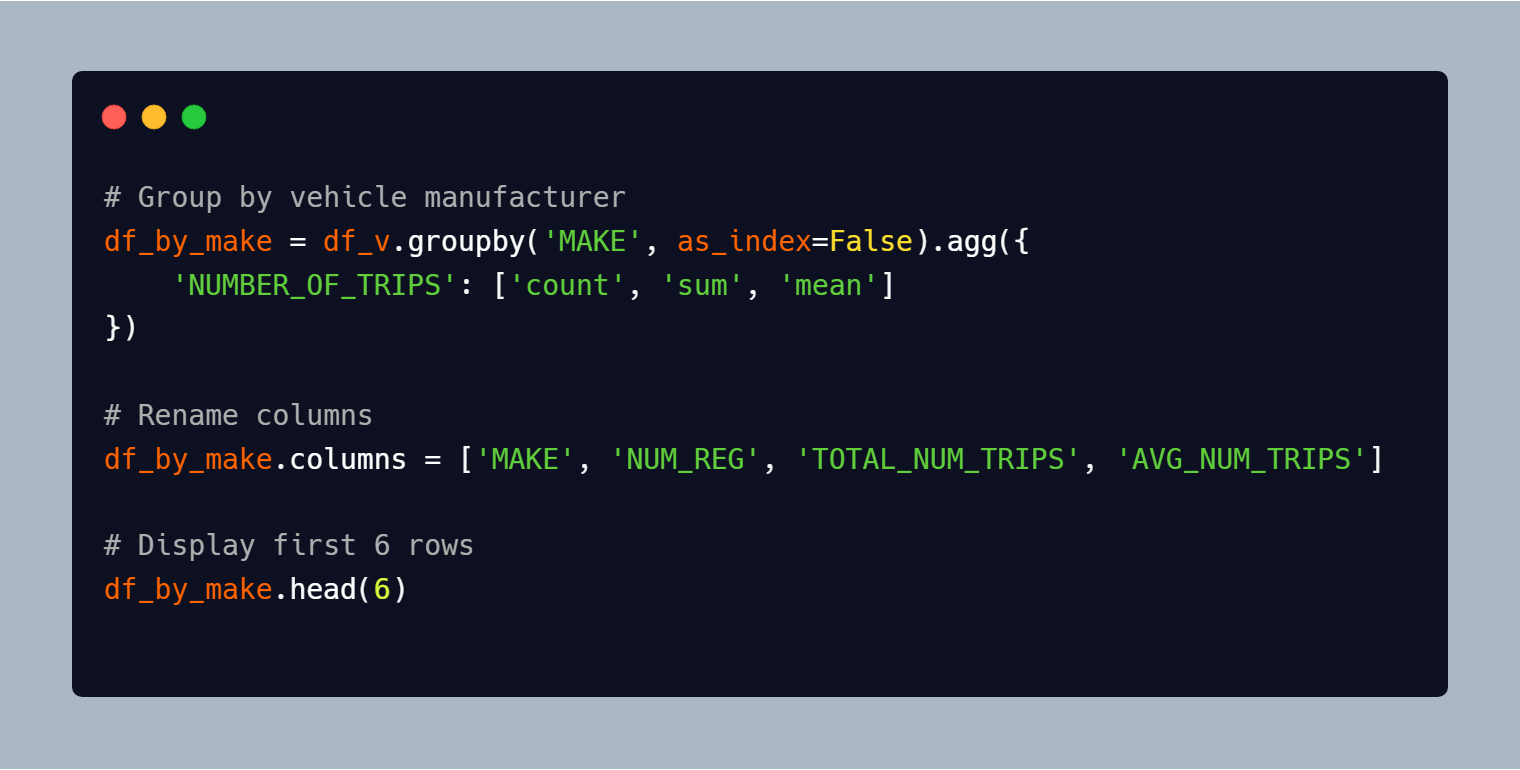 # Group by vehicle manufacturer
df_by_make = df_v.groupby('MAKE', as_index=False).agg({
    'NUMBER_OF_TRIPS': ['count', 'sum', 'mean']
})
# Rename columns
df_by_make.columns = ['MAKE', 'NUM_REG', 'TOTAL_NUM_TRIPS', 'AVG_NUM_TRIPS']
# Display first 6 rows
df_by_make.head(6)